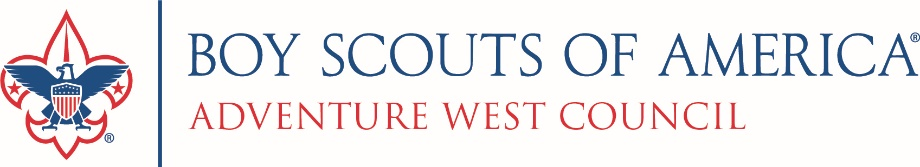 BOY SCOUTS OF AMERICA®
ADVENTURE WEST COUNCIL
®